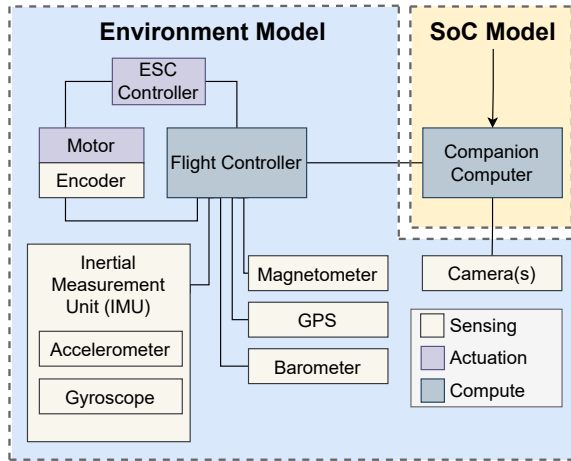 Environment Model
SoC Model
ESC
Controller
Motor
Encoder
Flight Controller
Companion
Computer
Inertial
Measurement
Unit (IMU)
Accelerometer
Gyroscope
Magnetometer
GPS
Barometer
Camera(s)
Sensing
Actuation
Compute